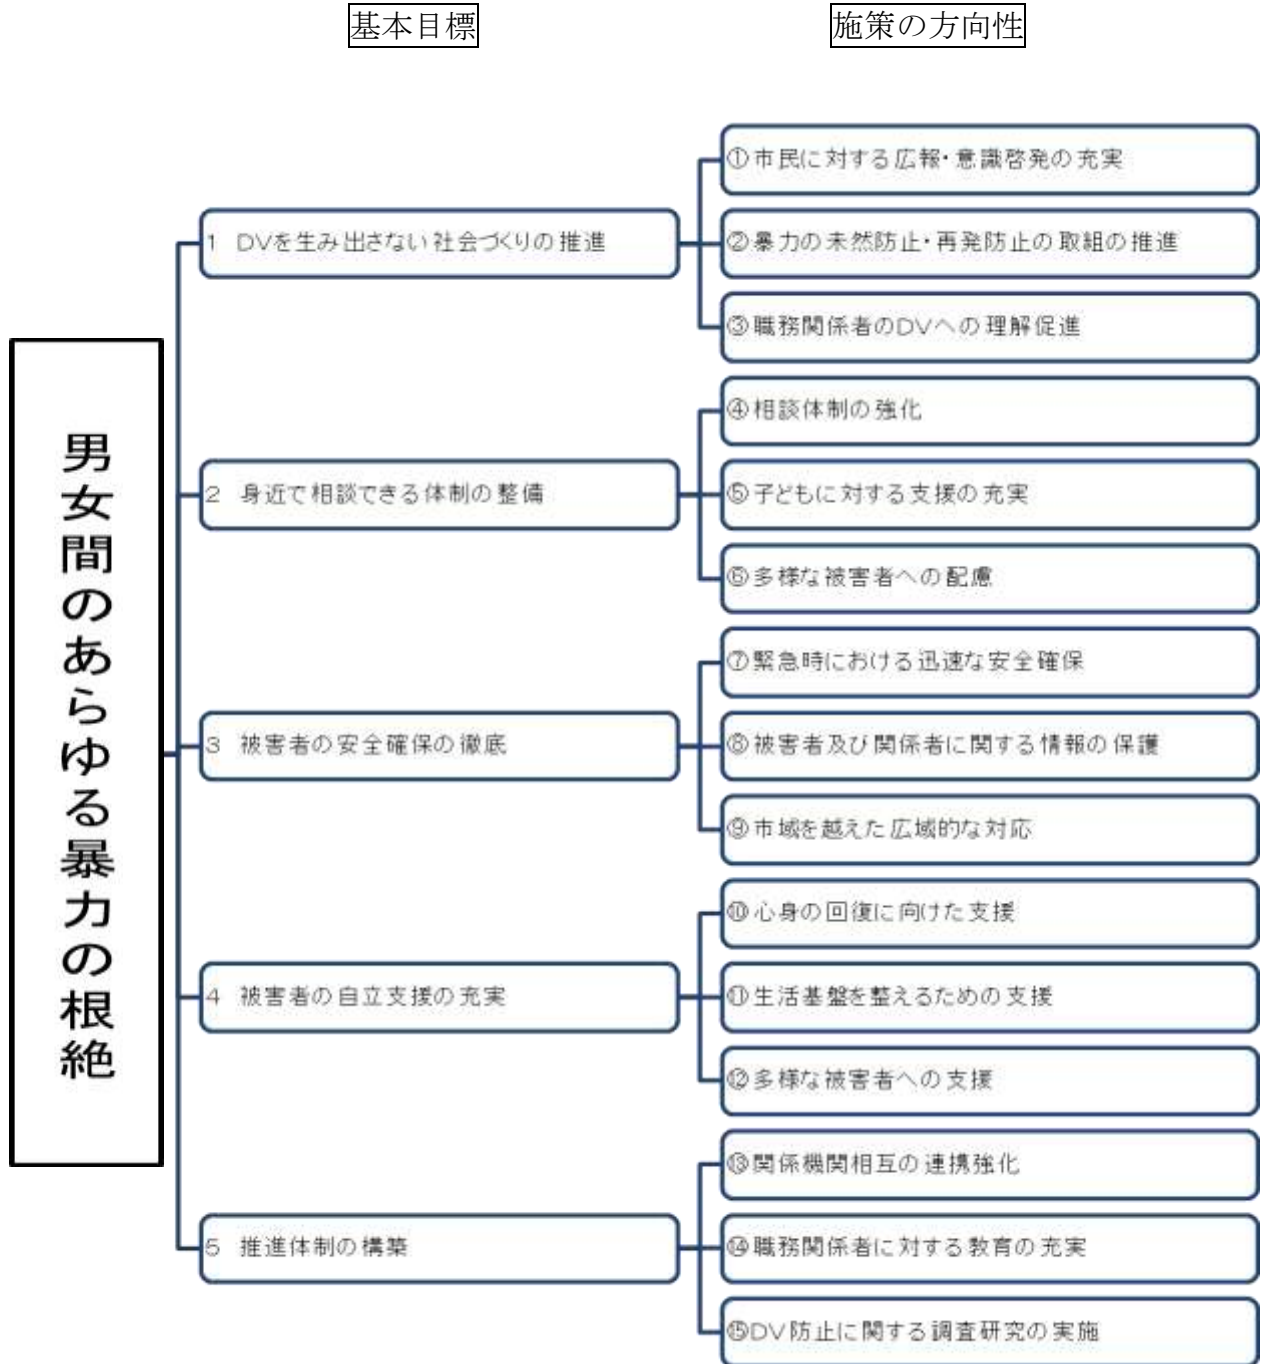 基本目標
施策の方向性
男女間のあらゆる暴力の根絶
1 DVを生み出さない社会づくりの推進
①市民に対する広報・意識啓発の充実
②暴力の未然防止・再発防止の取組の推進
③職務関係者のDVへの理解促進
2 身近で相談できる体制の整備
④相談体制の強化
⑤子どもに対する支援の充実
⑥多様な被害者への配慮
3 被害者の安全確保の徹底
⑦緊急時における迅速な安全確保
⑧被害者及び関係者に関する情報の保護
⑨市域を越えた広域的な対応
4 被害者の自立支援の充実
⑩心身の回復に向けた支援
⑪生活基盤を整えるための支援
⑫多様な被害者への支援
5 推進体制の構築
⑬関係機関相互の連携強化
⑭職務関係者に対する教育の充実
⑮DV防止に関する調査研究の実施